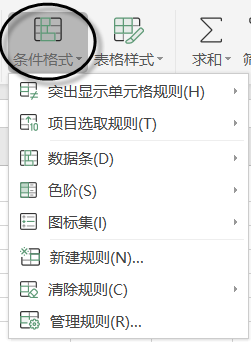 条件格式 表格样式 求和
突出显示单元格规则(H)
项目选取规则(T)
数据条(D)
色阶(S)
图标集(I)
新建规则(N)...
清除规则(C)
管理规则(R)...